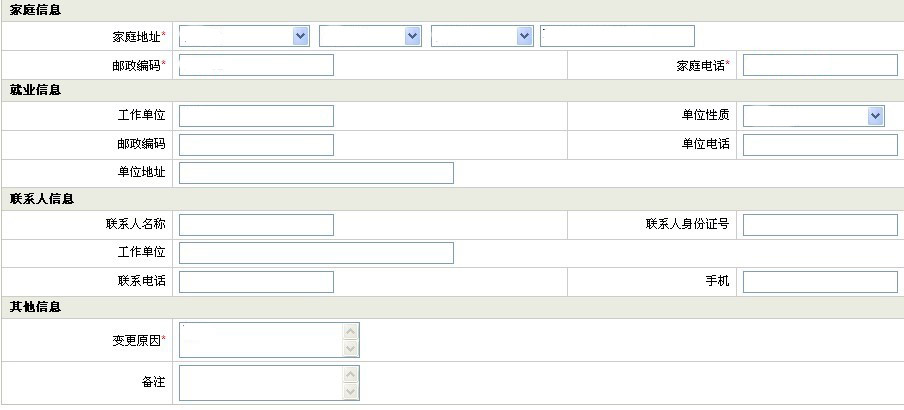 家庭信息
家庭地址*
邮政编码* 家庭电话*
就业信息
工作单位 单位性质
邮政编码 单位电话
单位地址
联系人信息
联系人名称 联系人身份证号
工作单位
联系电话 手机
其他信息
变更原因*
备注